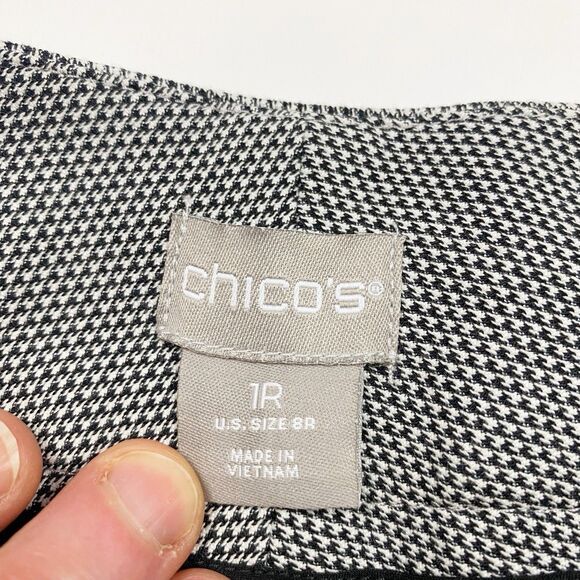 chico's®
1R
U.S. SIZE 8R
MADE IN
VIETNAM